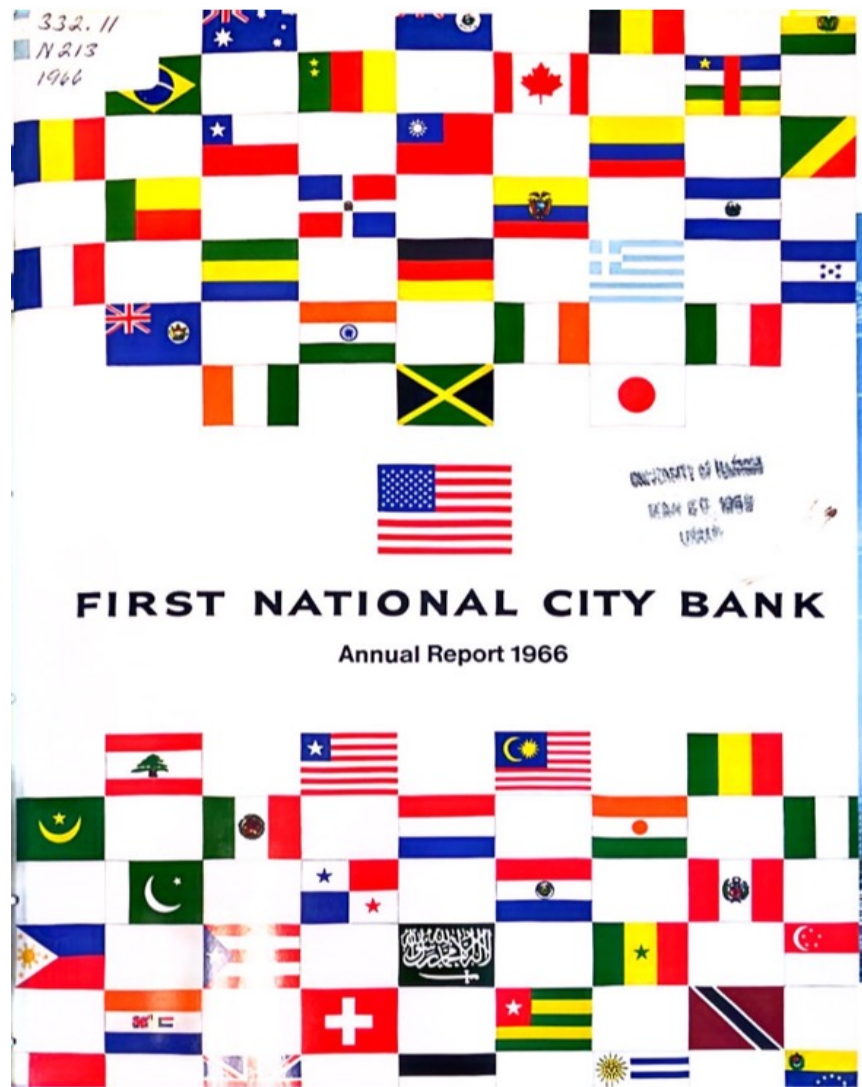 332.11
N213
1966
FIRST NATIONAL CITY BANK
Annual Report 1966